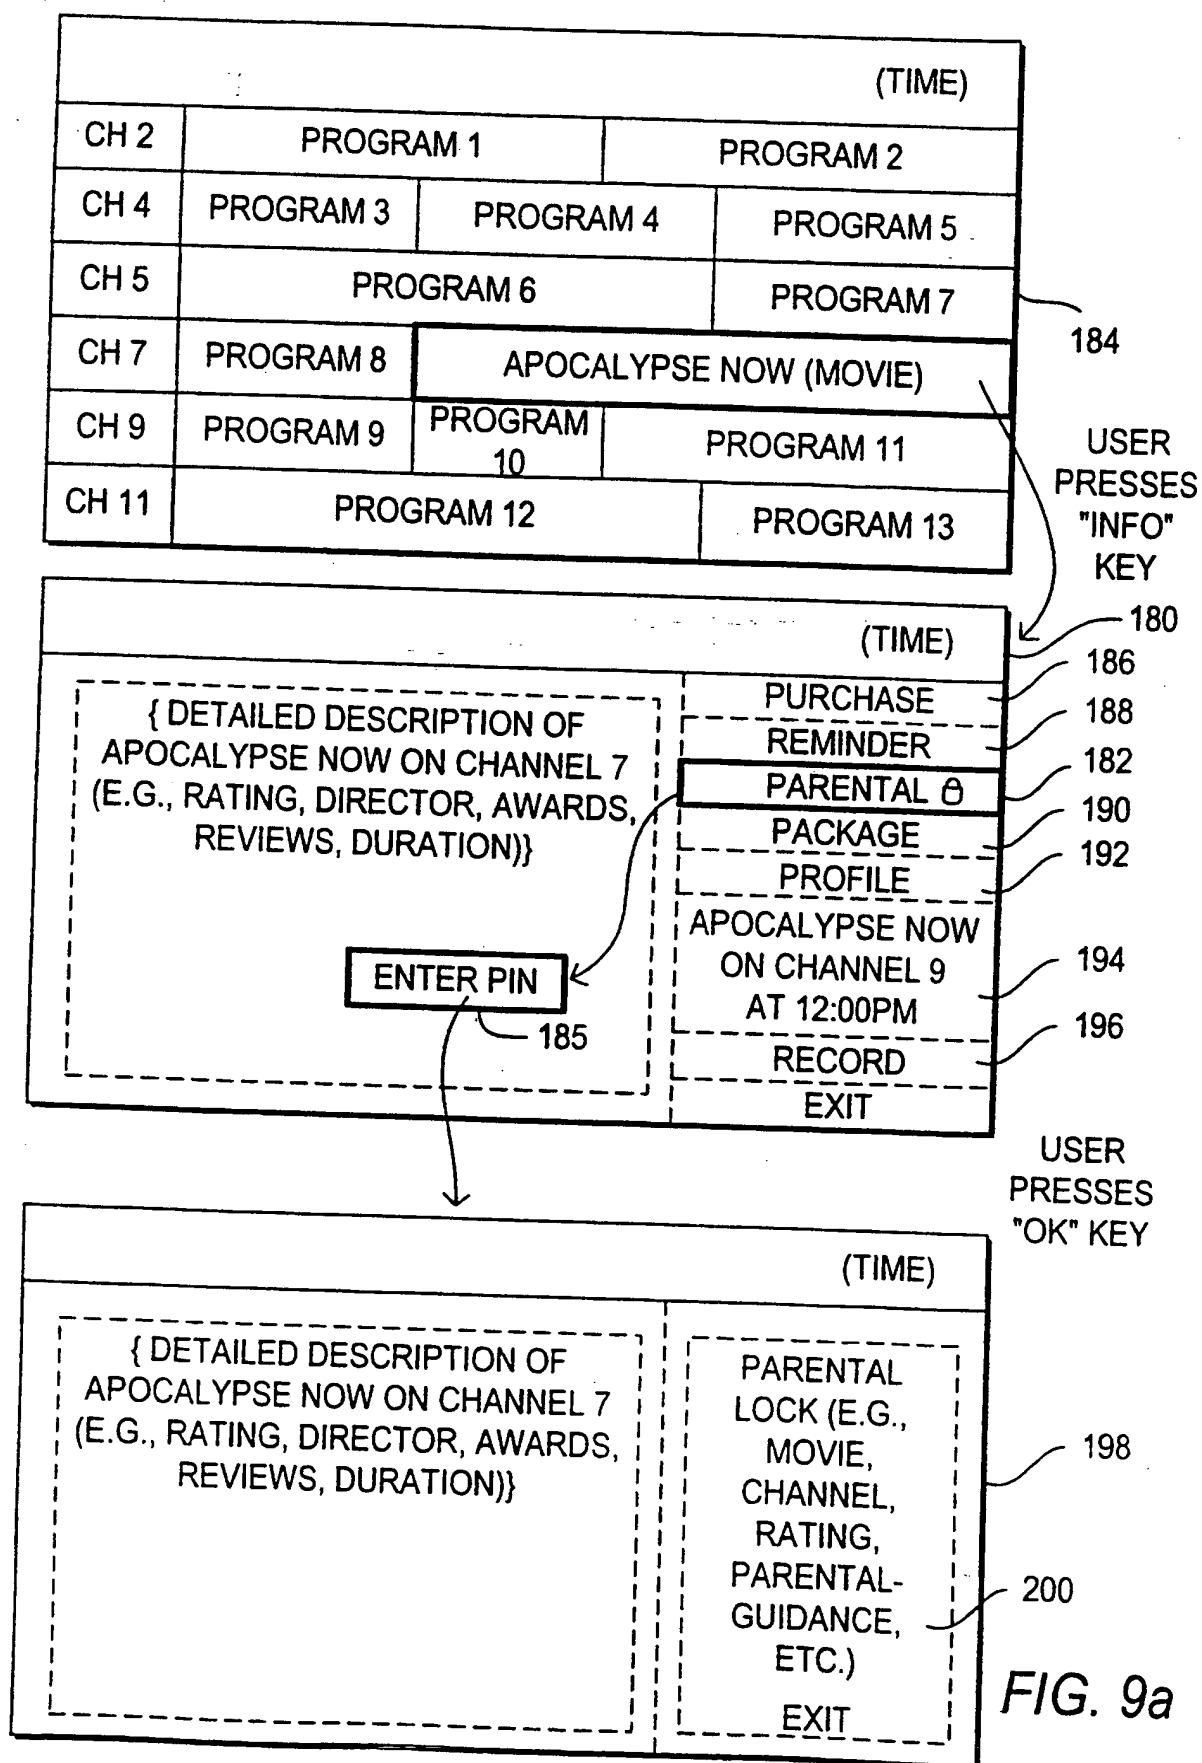 (TIME)
CH 2 PROGRAM 1 PROGRAM 2
CH 4 PROGRAM 3 PROGRAM 4 PROGRAM 5
CH 5 PROGRAM 6 PROGRAM 7
184
CH 7 PROGRAM 8 APOCALYPSE NOW (MOVIE)
CH 9 PROGRAM 9 PROGRAM
10 PROGRAM 11
CH 11 PROGRAM 12 PROGRAM 13
USER
PRESSES
"INFO"
KEY
(TIME)
180
{ DETAILED DESCRIPTION OF
APOCALYPSE NOW ON CHANNEL 7
(E.G., RATING, DIRECTOR, AWARDS,
REVIEWS, DURATION)}
ENTER PIN
185
PURCHASE 186
REMINDER 188
PARENTAL 182
PACKAGE 190
PROFILE 192
APOCALYPSE NOW
ON CHANNEL 9 194
AT 12:00PM
RECORD 196
EXIT
USER
PRESSES
"OK" KEY
(TIME)
{ DETAILED DESCRIPTION OF
APOCALYPSE NOW ON CHANNEL 7
(E.G., RATING, DIRECTOR, AWARDS,
REVIEWS, DURATION)}
PARENTAL
LOCK (E.G.,
MOVIE, 198
CHANNEL,
RATING,
PARENTAL-
GUIDANCE, 200
ETC.)
EXIT
FIG. 9a